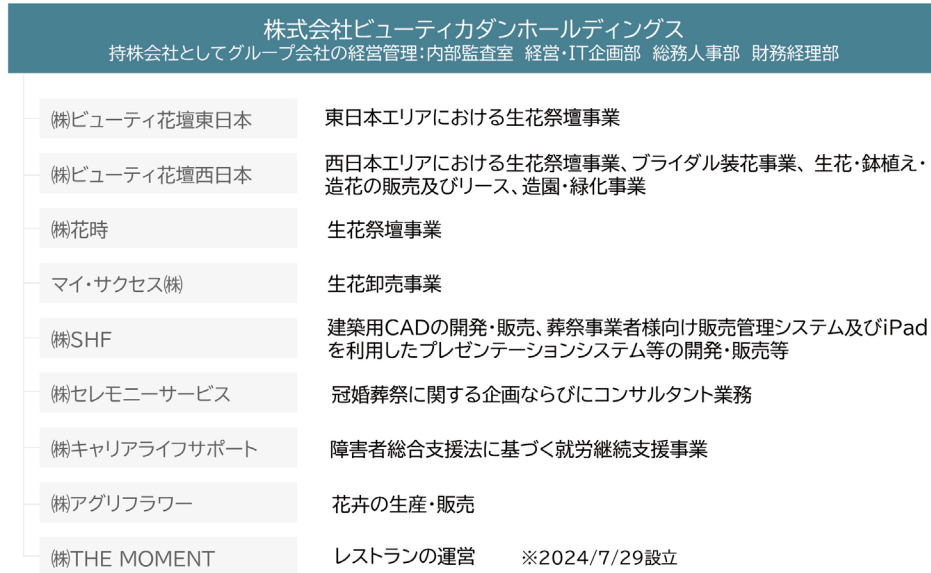 株式会社ビューティカダンホールディングス
持株会社としてグループ会社の経営管理：内部監査室 経営・IT企画部 総務人事部 財務経理部
㈱ビューティ花壇東日本 東日本エリアにおける生花祭壇事業
㈱ビューティ花壇西日本 西日本エリアにおける生花祭壇事業、ブライダル装花事業、生花・鉢植え・
造花の販売及びリース、造園・緑化事業
㈱花時 生花祭壇事業
マイ・サクセス㈱ 生花卸売事業
㈱SHF 建築用CADの開発・販売、葬祭事業者様向け販売管理システム及びiPad
を利用したプレゼンテーションシステム等の開発・販売等
㈱セレモニーサービス 冠婚葬祭に関する企画ならびにコンサルタント業務
㈱キャリアライフサポート 障害者総合支援法に基づく就労継続支援事業
㈱アグリフラワー 花卉の生産・販売
㈱THE MOMENT レストランの運営 ※2024/7/29設立